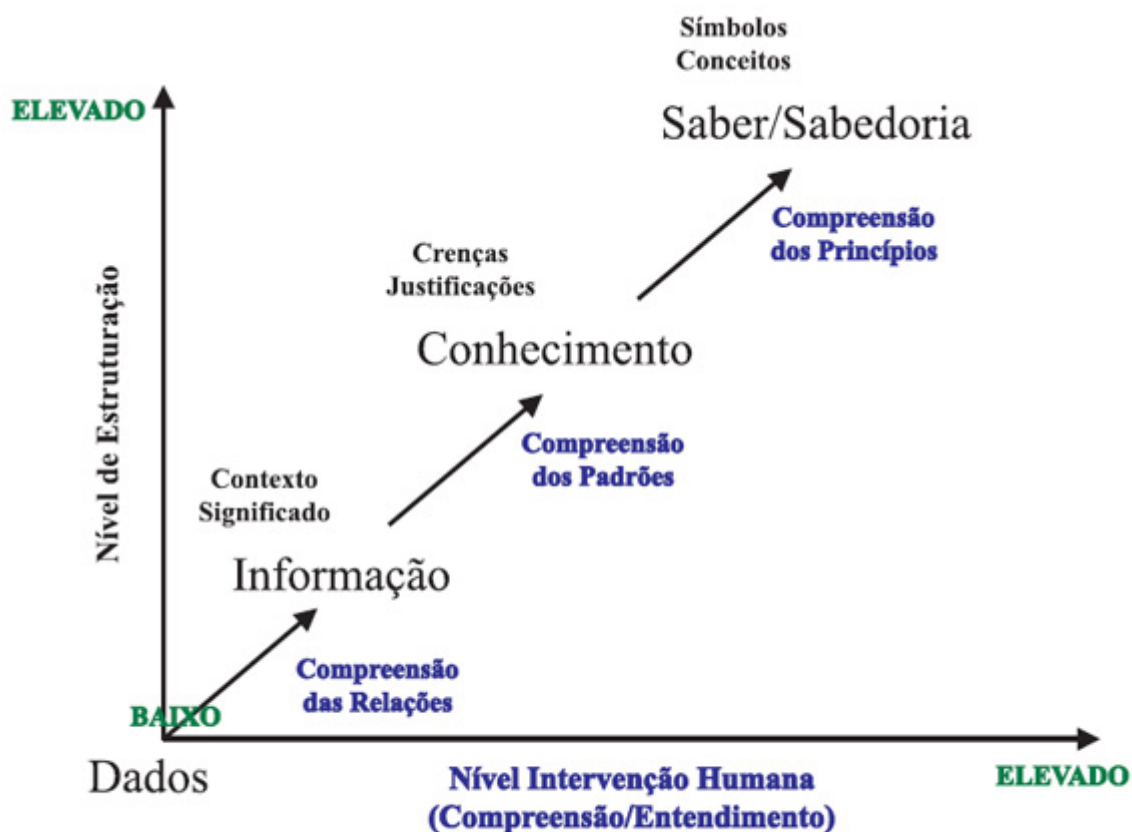 Símbolos
Conceitos
ELEVADO
Saber/Sabedoria
Compreensão
dos Princípios
Crenças
Justificações
Conhecimento
Nível de Estruturação
Compreensão
dos Padrões
Contexto
Significado
Informação
Compreensão
das Relações
BAIXO
Dados
Nível Intervenção Humana
(Compreensão/Entendimento)
ELEVADO